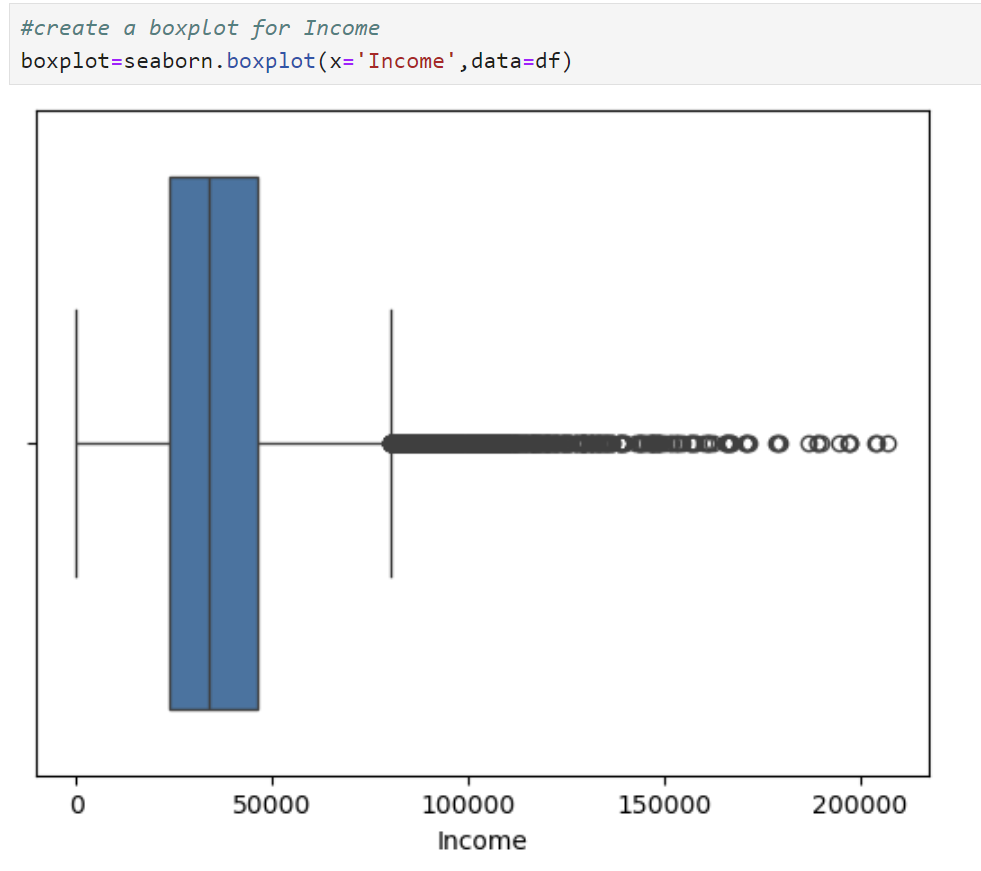 #create a boxplot for Income
boxplot=seaborn.boxplot(x='Income',data=df)
0 50000 100000 150000 200000
Income